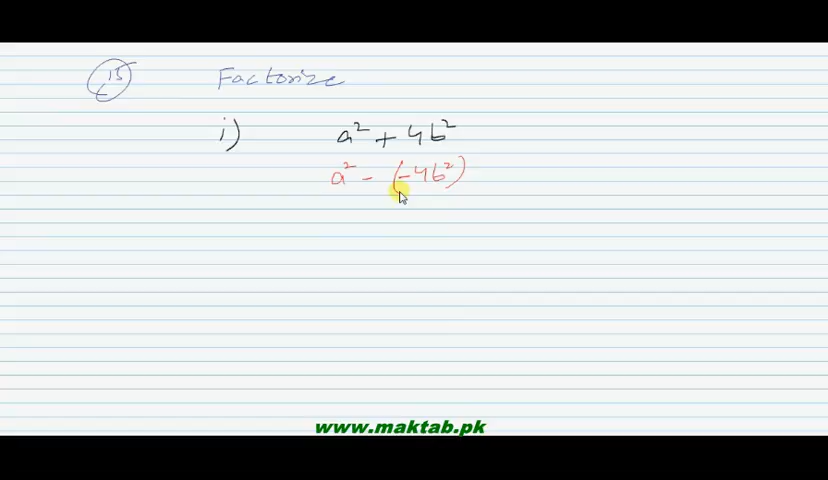 15 Factorize
i) a² + 4b²
a² - (-4b²)
www.maktab.pk